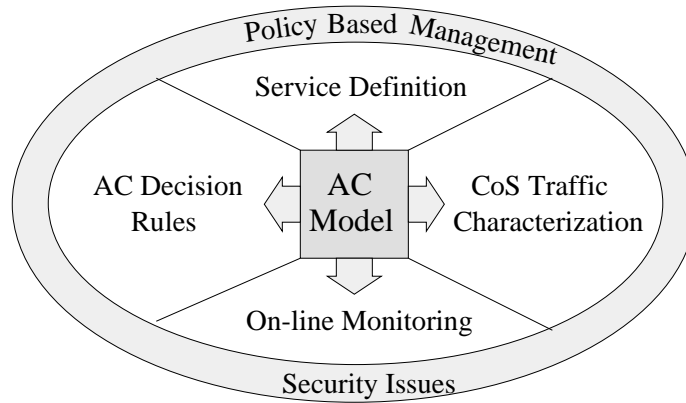 Policy Based Management
Service Definition
AC Decision
Rules
AC
Model
CoS Traffic
Characterization
On-line Monitoring
Security Issues